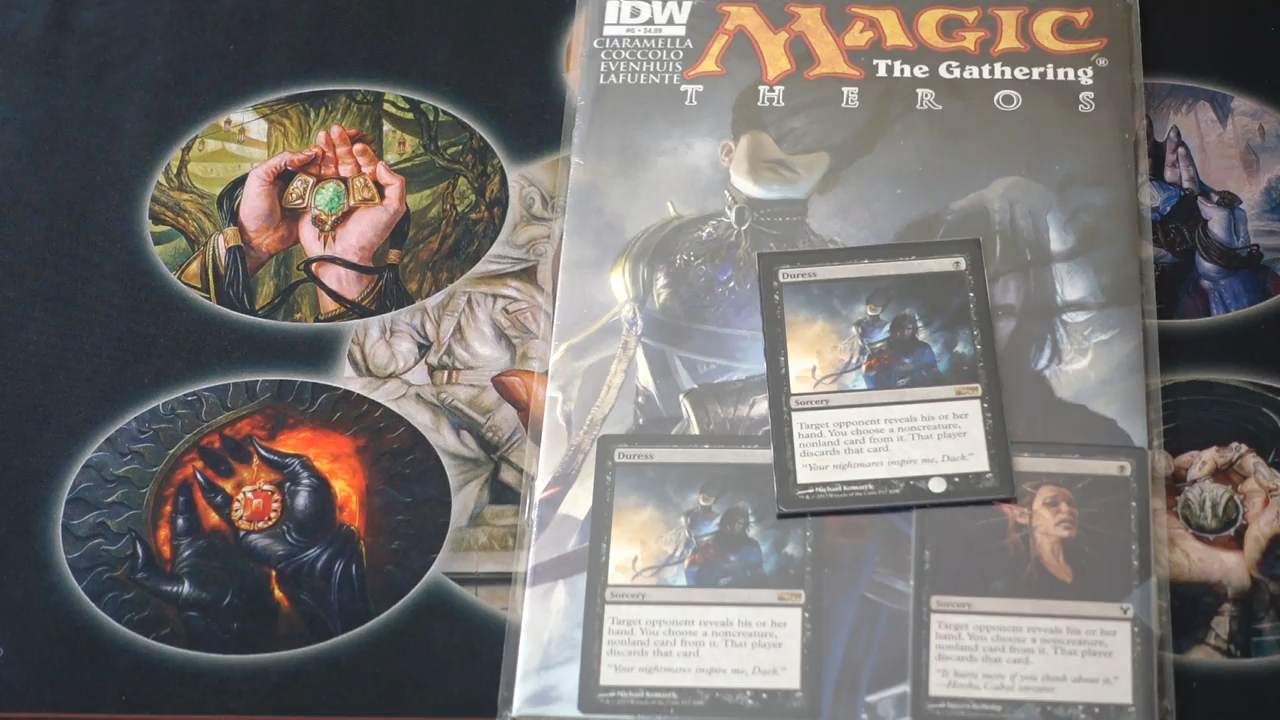 IDW
#5 • $4.99
CIARAMELLA
COCCOLO
EVENHUIS
LAFUENTE
MAGIC
The Gathering®
THEROS
Duress
Sorcery
Target opponent reveals his or her
hand. You choose a noncreature,
nonland card from it. That player
discards that card.
"Your nightmares inspire me, Dack."
Michael Komarck
Duress
Sorcery
Target opponent reveals his or her
hand. You choose a noncreature,
nonland card from it. That player
discards that card.
"Your nightmares inspire me, Dack."
Michael Komarck
Sorcery
Target opponent reveals his or her
hand. You choose a noncreature,
nonland card from it. That player
discards that card.
"It hurts more if you think about it."
—Hooks, Cabal torturer